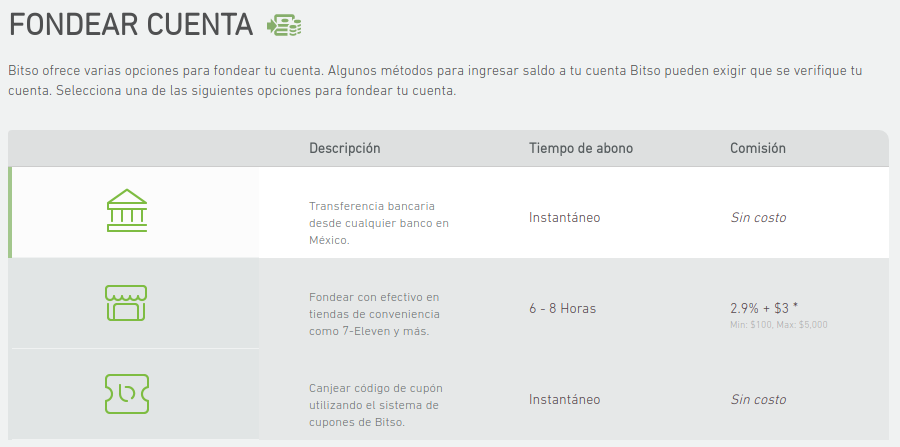 FONDEAR CUENTA
Bitso ofrece varias opciones para fondear tu cuenta. Algunos métodos para ingresar saldo a tu cuenta Bitso pueden exigir que se verifique tu
cuenta. Selecciona una de las siguientes opciones para fondear tu cuenta.
Descripción Tiempo de abono Comisión
Transferencia bancaria
desde cualquier banco en
México.
Instantáneo
Sin costo
Fondear con efectivo en
tiendas de conveniencia
como 7-Eleven y más.
6 - 8 Horas
2.9% + $3 *
Min: $100, Max: $5,000
Canjear código de cupón
utilizando el sistema de
cupones de Bitso.
Instantáneo
Sin costo